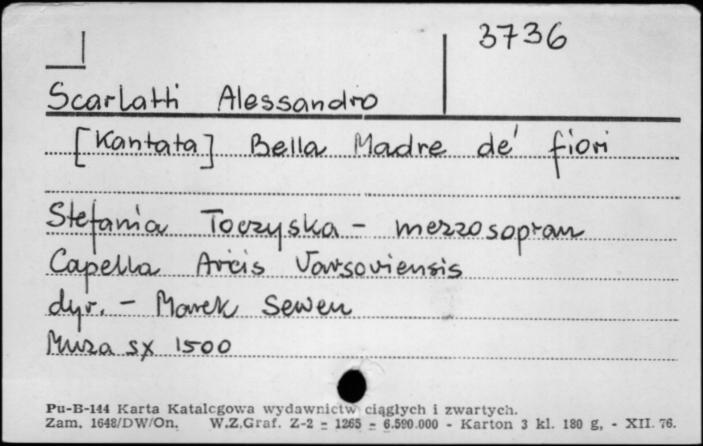 3736
Scarlatti Alessandro
[Kantata] Bella Madre de' fiori
Stefania Toczyska - mezzosopran
Capella Arcis Varsoviensis
dyr. - Marek Sewen
Muza SX 1500
Pu-B-144 Karta Katalcgowa wydawnictw ciągłych i zwartych.
Zam. 1648/DW/On. W.Z.Graf. Z-2 = 1265 = 6.590.000 - Karton 3 kl. 180 g, - XII. 76.